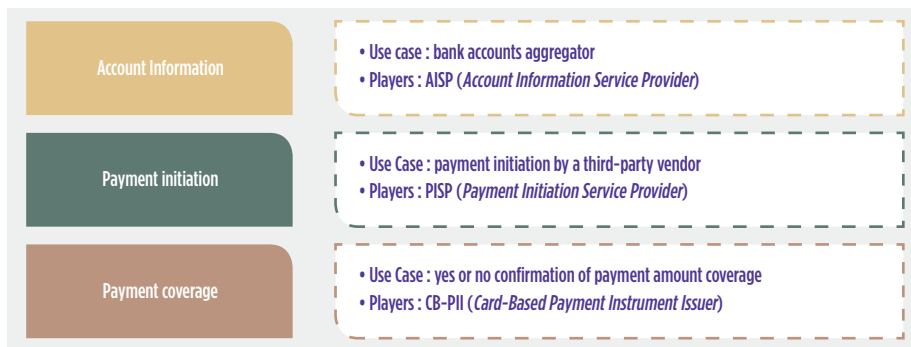 Account Information
• Use case : bank accounts aggregator
• Players : AISP (Account Information Service Provider)
Payment initiation
• Use Case : payment initiation by a third-party vendor
• Players : PISP (Payment Initiation Service Provider)
Payment coverage
• Use Case : yes or no confirmation of payment amount coverage
• Players : CB-PII (Card-Based Payment Instrument Issuer)